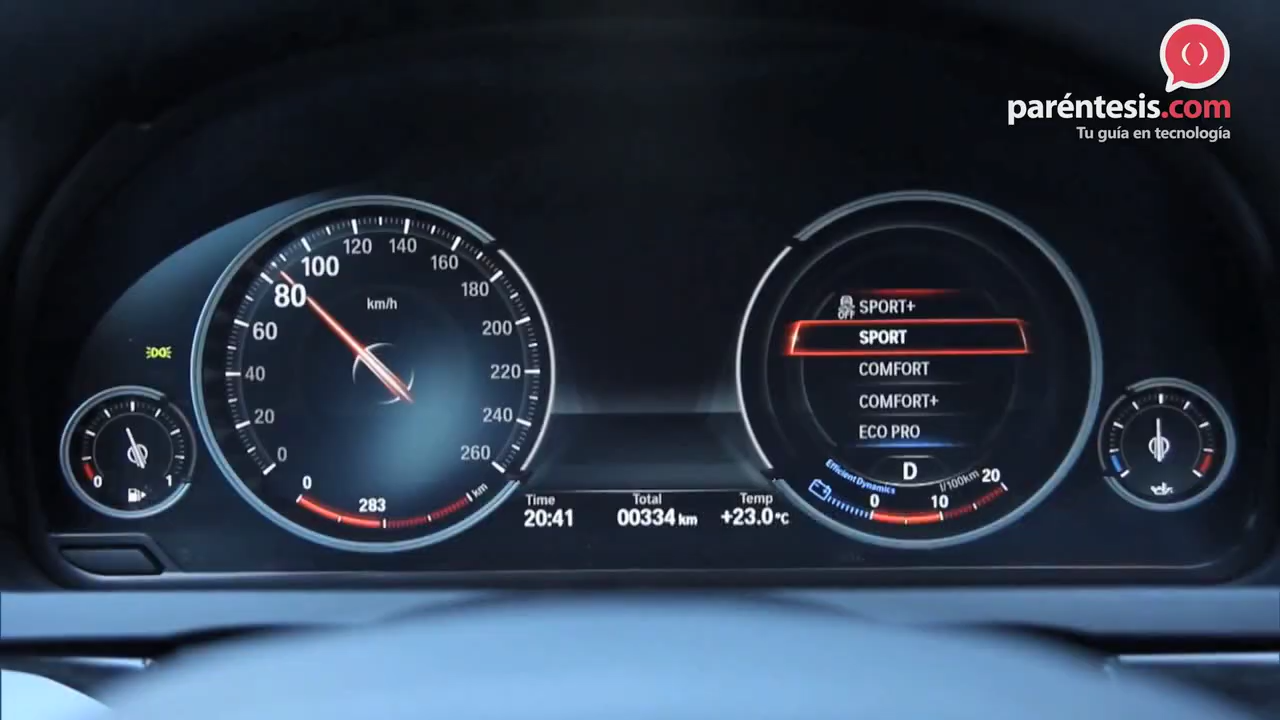 ( )
paréntesis.com
Tu guía en tecnología
0
20
40
60
80
100
120
140
160
180
200
220
240
260
km/h
0
283
km
0
1
Time
20:41
Total
00334 km
Temp
+23.0°C
OFF SPORT+
SPORT
COMFORT
COMFORT+
ECO PRO
D
Efficient Dynamics
0
10
20
l/100km